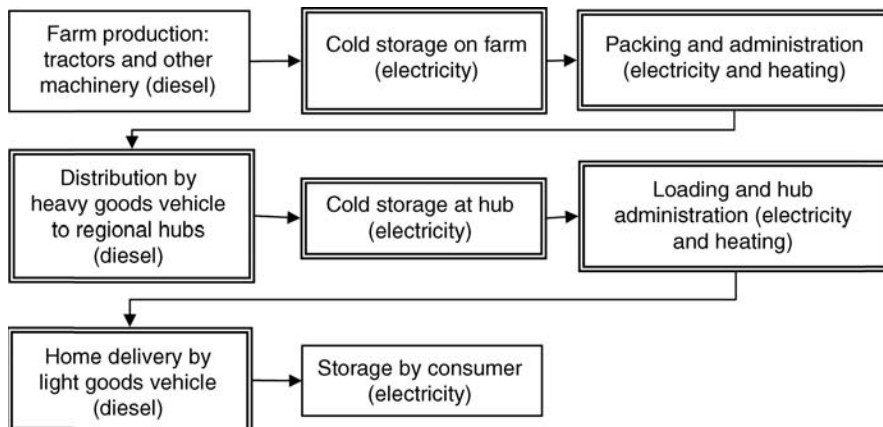 Farm production:
tractors and other
machinery (diesel)
Cold storage on farm
(electricity)
Packing and administration
(electricity and heating)
Distribution by
heavy goods vehicle
to regional hubs
(diesel)
Cold storage at hub
(electricity)
Loading and hub
administration (electricity
and heating)
Home delivery by
light goods vehicle
(diesel)
Storage by consumer
(electricity)